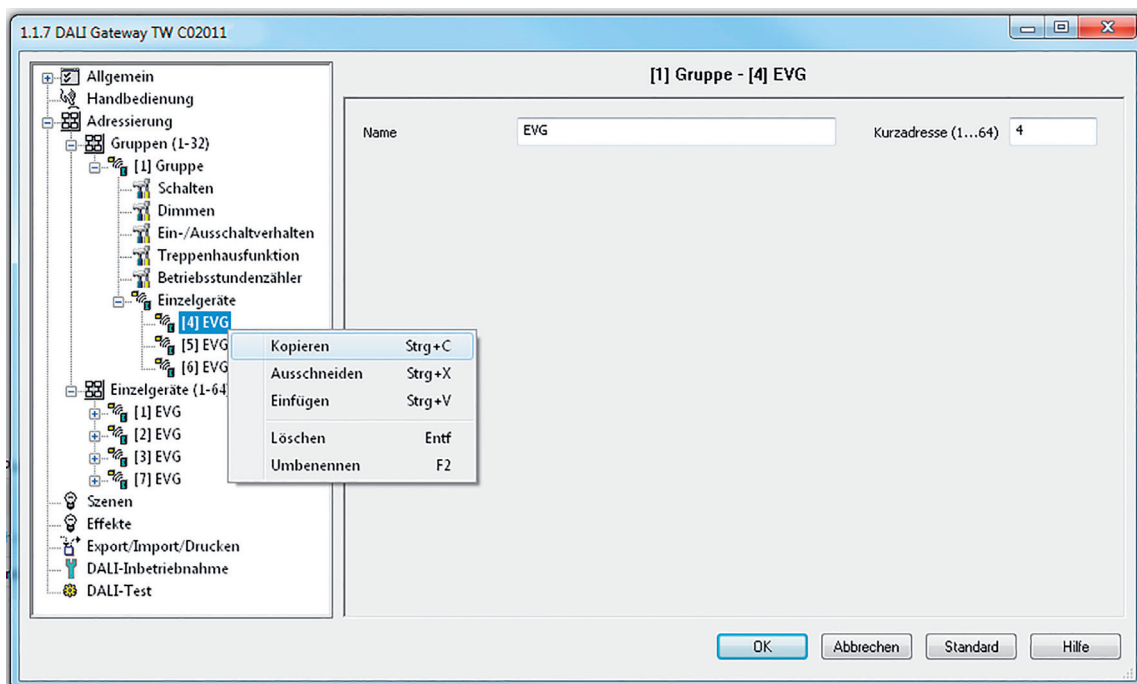 1.1.7 DALI Gateway TW C02011
Allgemein
Handbedienung
Adressierung
Gruppen (1-32)
[1] Gruppe
Schalten
Dimmen
Ein-/Ausschaltverhalten
Treppenhausfunktion
Betriebsstundenzähler
Einzelgeräte
[4] EVG
[5] EVG
[6] EVG
Einzelgeräte (1-64)
[1] EVG
[2] EVG
[3] EVG
[7] EVG
Szenen
Effekte
Export/Import/Drucken
DALI-Inbetriebnahme
DALI-Test
Kopieren Strg+C
Ausschneiden Strg+X
Einfügen Strg+V
Löschen Entf
Umbenennen F2
[1] Gruppe - [4] EVG
Name EVG Kurzadresse (1...64) 4
OK Abbrechen Standard Hilfe